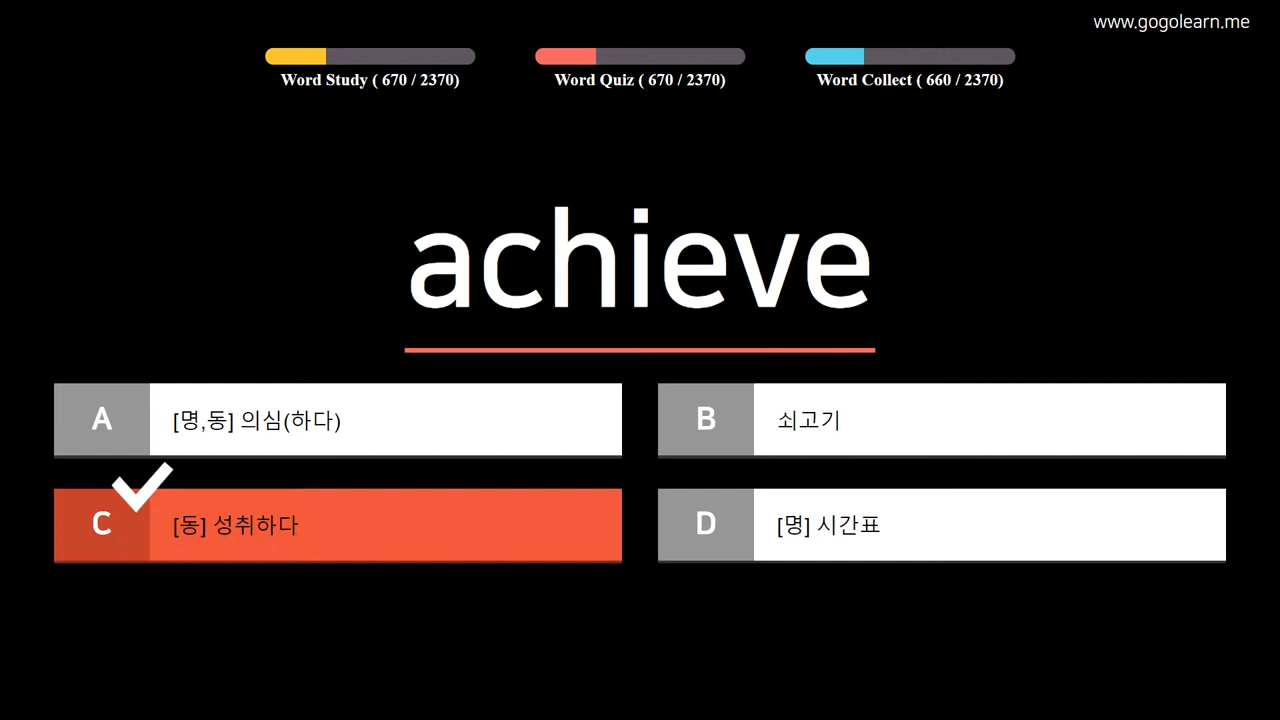 www.gogolearn.me
Word Study ( 670 / 2370)
Word Quiz ( 670 / 2370)
Word Collect ( 660 / 2370)
achieve
A
[명,동] 의심(하다)
B
쇠고기
C
[동] 성취하다
D
[명] 시간표